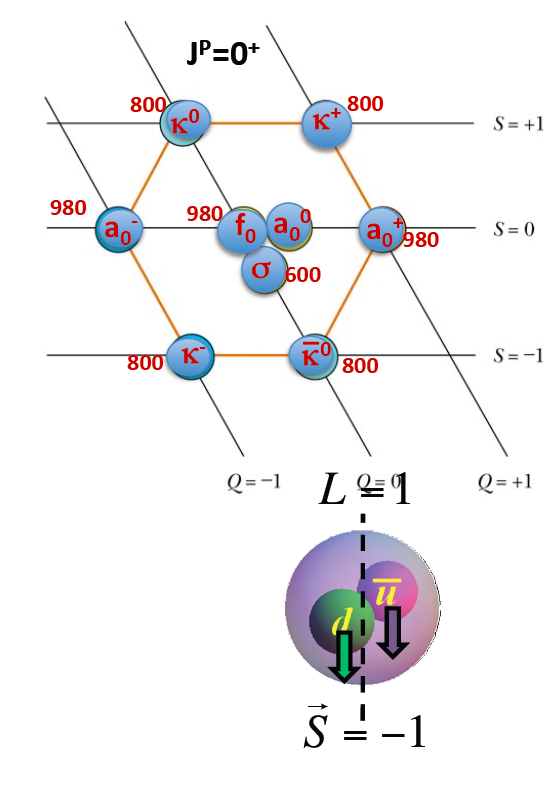 Jᴾ=0⁺
800 κ⁰ κ⁺ 800 S = +1
980 a₀⁻ 980 f₀ a₀⁰ a₀⁺ 980 S = 0
σ 600
800 κ⁻ κ̄⁰ 800 S = −1
Q = −1 Q = 0 Q = +1
L = 1
u̅
d
S⃗ = −1